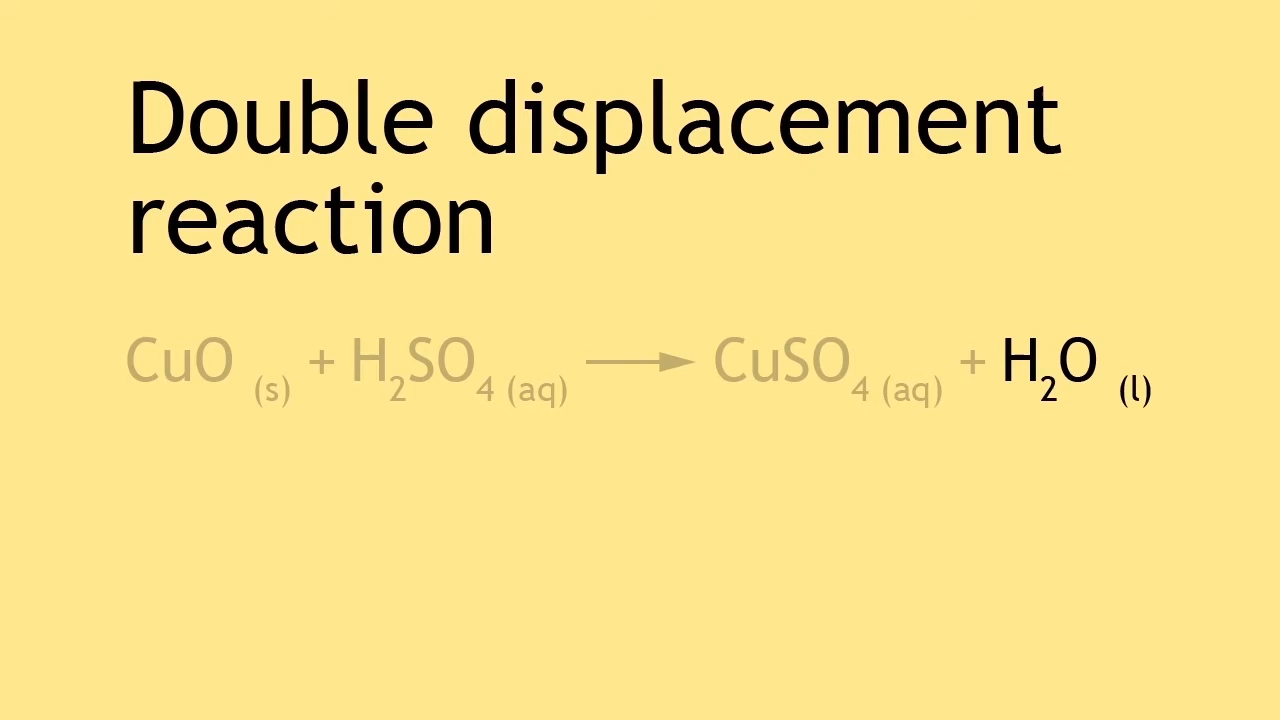 Double displacement
reaction
CuO (s) + H₂SO₄ (aq) ⟶ CuSO₄ (aq) + H₂O (l)